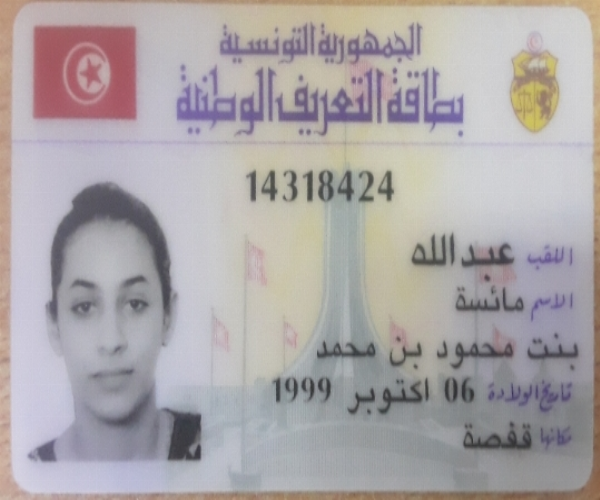 الجمهورية التونسية
بطاقة التعريف الوطنية
14318424
اللقب عبد الله
الاسم مائسة
بنت محمود بن محمد
تاريخ الولادة 06 اكتوبر 1999
مكانها قفصة